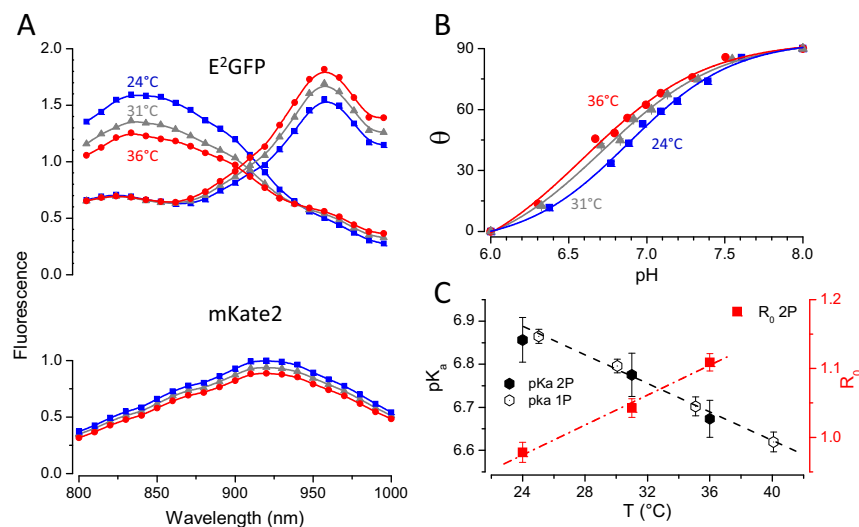 A
E²GFP
24°C
31°C
36°C
2.0
1.5
1.0
0.5
0.0
Fluorescence
mKate2
1.0
0.5
0.0
800 850 900 950 1000
Wavelength (nm)
B
θ
90
45
0
36°C
24°C
31°C
6.0 6.5 7.0 7.5 8.0
pH
C
pKa
6.9
6.8
6.7
6.6
R₀ 2P
pKa 2P
pka 1P
1.2
1.1
1.0
R₀
24 28 32 36 40
T (°C)